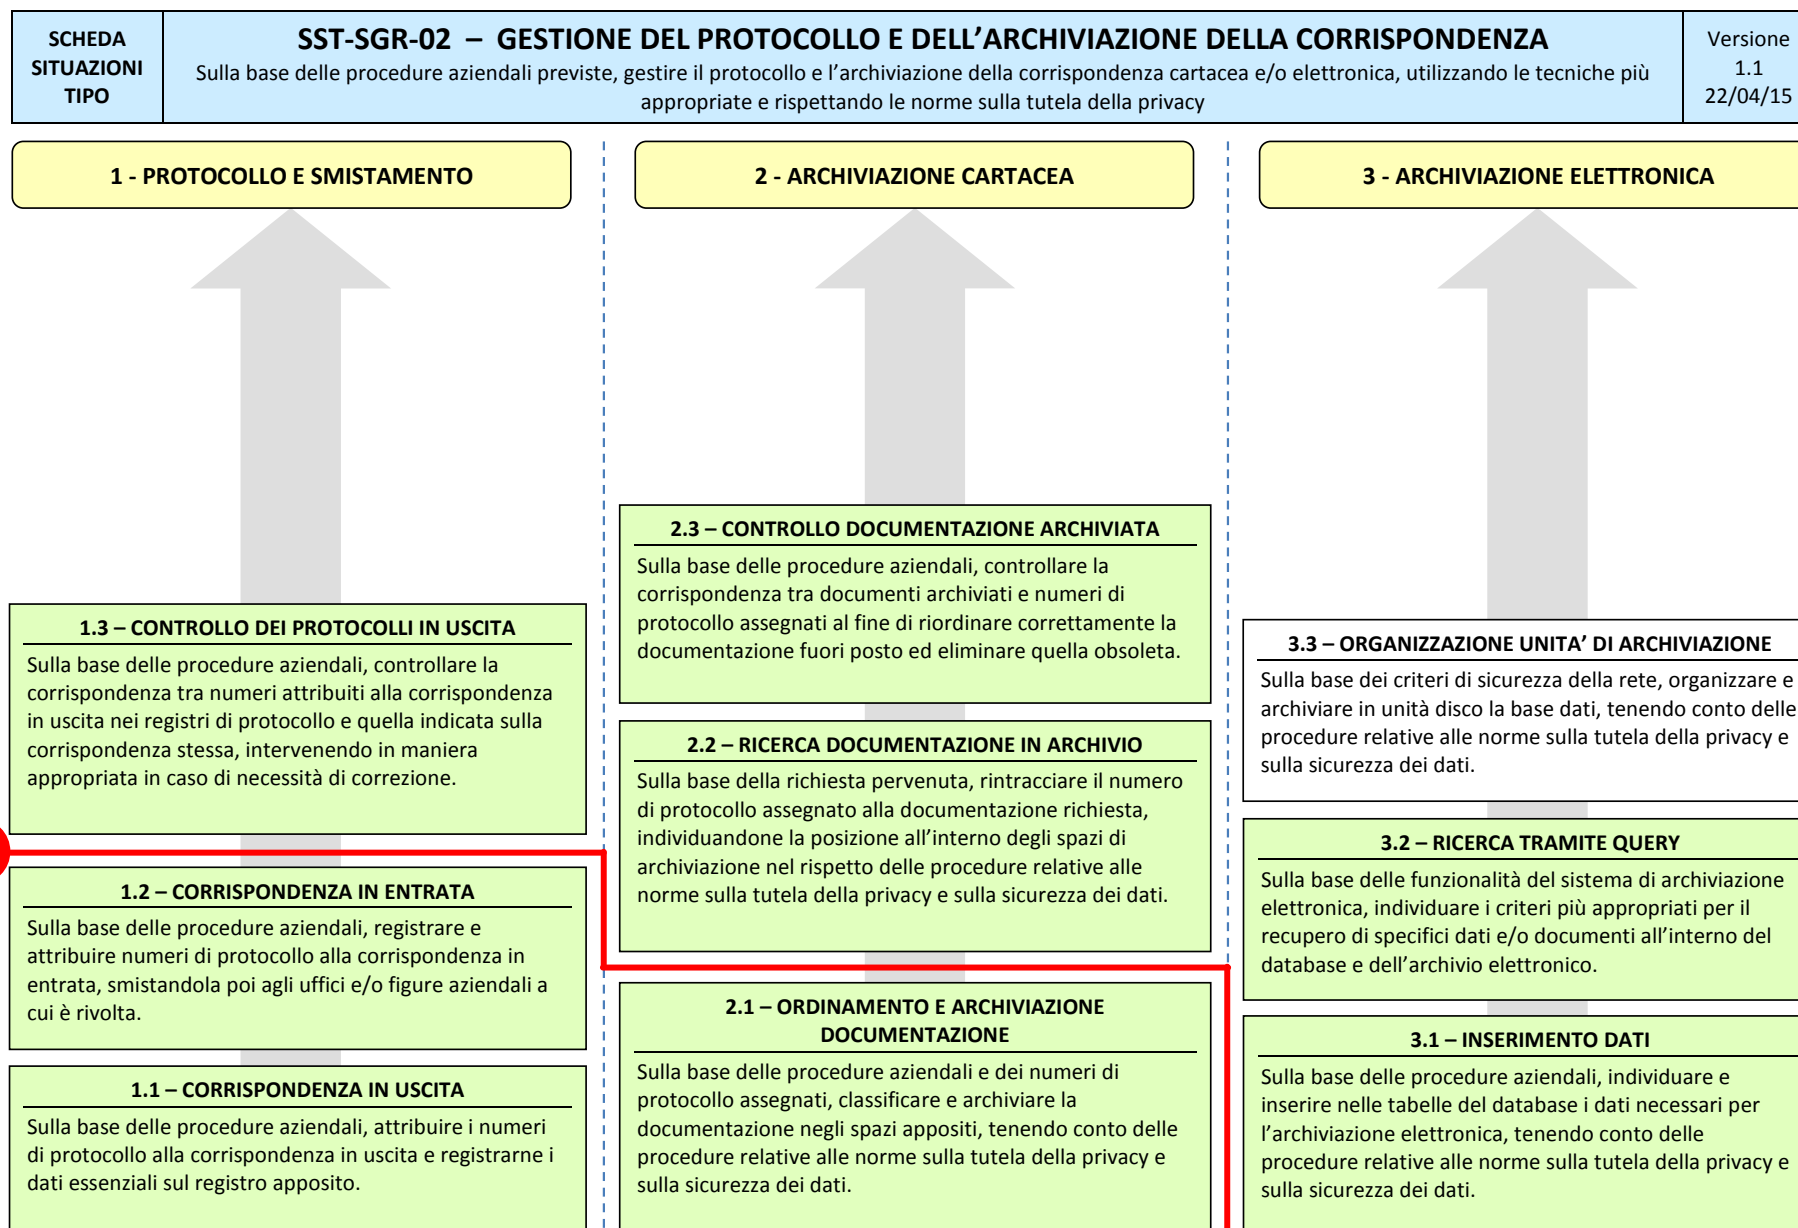 SCHEDA
SITUAZIONI
TIPO
SST-SGR-02 – GESTIONE DEL PROTOCOLLO E DELL’ARCHIVIAZIONE DELLA CORRISPONDENZA
Sulla base delle procedure aziendali previste, gestire il protocollo e l’archiviazione della corrispondenza cartacea e/o elettronica, utilizzando le tecniche più
appropriate e rispettando le norme sulla tutela della privacy
Versione
1.1
22/04/15
1 - PROTOCOLLO E SMISTAMENTO
1.3 – CONTROLLO DEI PROTOCOLLI IN USCITA
Sulla base delle procedure aziendali, controllare la
corrispondenza tra numeri attribuiti alla corrispondenza
in uscita nei registri di protocollo e quella indicata sulla
corrispondenza stessa, intervenendo in maniera
appropriata in caso di necessità di correzione.
1.2 – CORRISPONDENZA IN ENTRATA
Sulla base delle procedure aziendali, registrare e
attribuire numeri di protocollo alla corrispondenza in
entrata, smistandola poi agli uffici e/o figure aziendali a
cui è rivolta.
1.1 – CORRISPONDENZA IN USCITA
Sulla base delle procedure aziendali, attribuire i numeri
di protocollo alla corrispondenza in uscita e registrarne i
dati essenziali sul registro apposito.
2 - ARCHIVIAZIONE CARTACEA
2.3 – CONTROLLO DOCUMENTAZIONE ARCHIVIATA
Sulla base delle procedure aziendali, controllare la
corrispondenza tra documenti archiviati e numeri di
protocollo assegnati al fine di riordinare correttamente la
documentazione fuori posto ed eliminare quella obsoleta.
2.2 – RICERCA DOCUMENTAZIONE IN ARCHIVIO
Sulla base della richiesta pervenuta, rintracciare il numero
di protocollo assegnato alla documentazione richiesta,
individuandone la posizione all’interno degli spazi di
archiviazione nel rispetto delle procedure relative alle
norme sulla tutela della privacy e sulla sicurezza dei dati.
2.1 – ORDINAMENTO E ARCHIVIAZIONE
DOCUMENTAZIONE
Sulla base delle procedure aziendali e dei numeri di
protocollo assegnati, classificare e archiviare la
documentazione negli spazi appositi, tenendo conto delle
procedure relative alle norme sulla tutela della privacy e
sulla sicurezza dei dati.
3 - ARCHIVIAZIONE ELETTRONICA
3.3 – ORGANIZZAZIONE UNITA’ DI ARCHIVIAZIONE
Sulla base dei criteri di sicurezza della rete, organizzare e
archiviare in unità disco la base dati, tenendo conto delle
procedure relative alle norme sulla tutela della privacy e
sulla sicurezza dei dati.
3.2 – RICERCA TRAMITE QUERY
Sulla base delle funzionalità del sistema di archiviazione
elettronica, individuare i criteri più appropriati per il
recupero di specifici dati e/o documenti all’interno del
database e dell’archivio elettronico.
3.1 – INSERIMENTO DATI
Sulla base delle procedure aziendali, individuare e
inserire nelle tabelle del database i dati necessari per
l’archiviazione elettronica, tenendo conto delle
procedure relative alle norme sulla tutela della privacy e
sulla sicurezza dei dati.